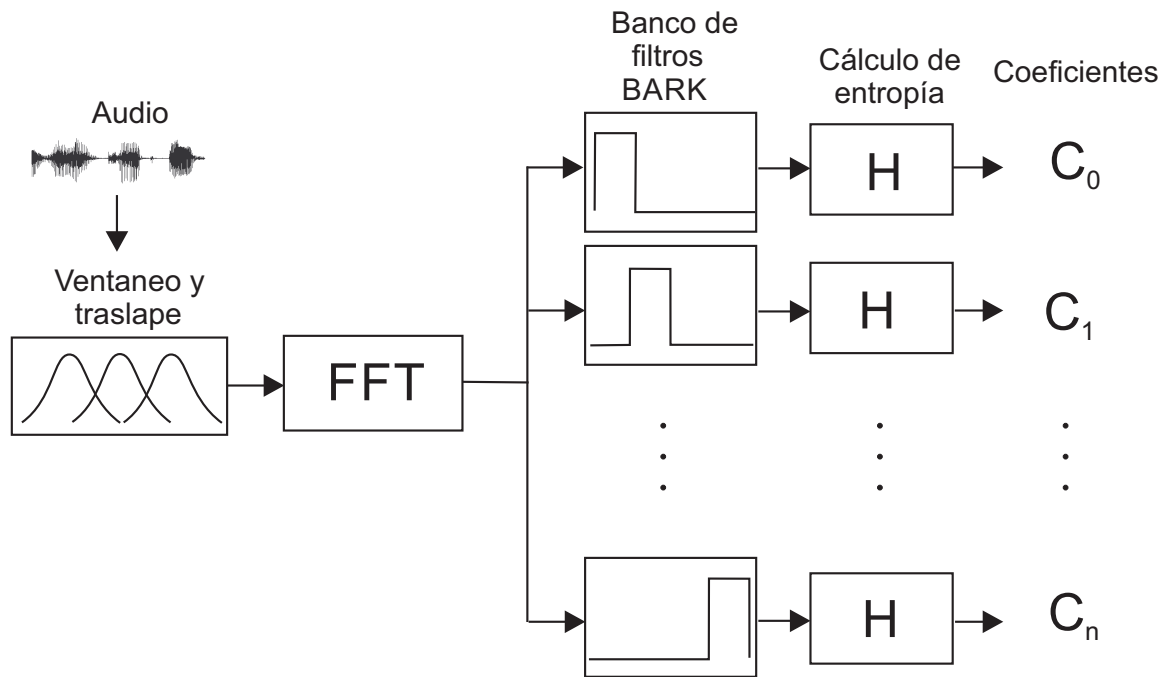 Audio
Ventaneo y
traslape
FFT
Banco de
filtros
BARK
Cálculo de
entropía
Coeficientes
H
C0
H
C1
H
Cn